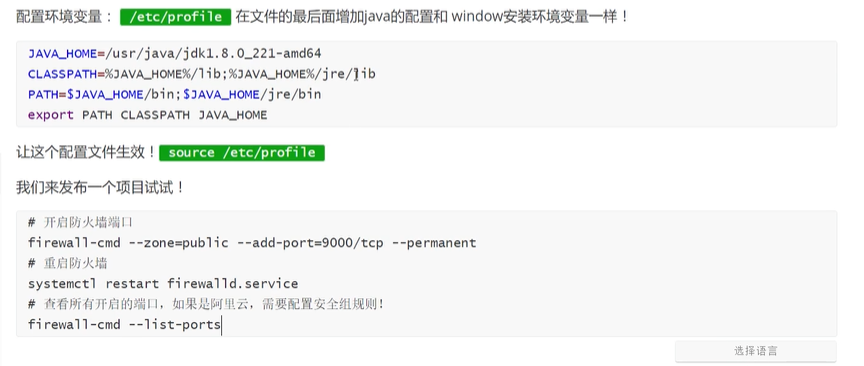 配置环境变量： /etc/profile 在文件的最后面增加java的配置和 window安装环境变量一样！
JAVA_HOME=/usr/java/jdk1.8.0_221-amd64
CLASSPATH=%JAVA_HOME%/lib;%JAVA_HOME%/jre/lib
PATH=$JAVA_HOME/bin;$JAVA_HOME/jre/bin
export PATH CLASSPATH JAVA_HOME
让这个配置文件生效！ source /etc/profile
我们来发布一个项目试试！
# 开启防火墙端口
firewall-cmd --zone=public --add-port=9000/tcp --permanent
# 重启防火墙
systemctl restart firewalld.service
# 查看所有开启的端口，如果是阿里云，需要配置安全组规则！
firewall-cmd --list-ports
选择语言